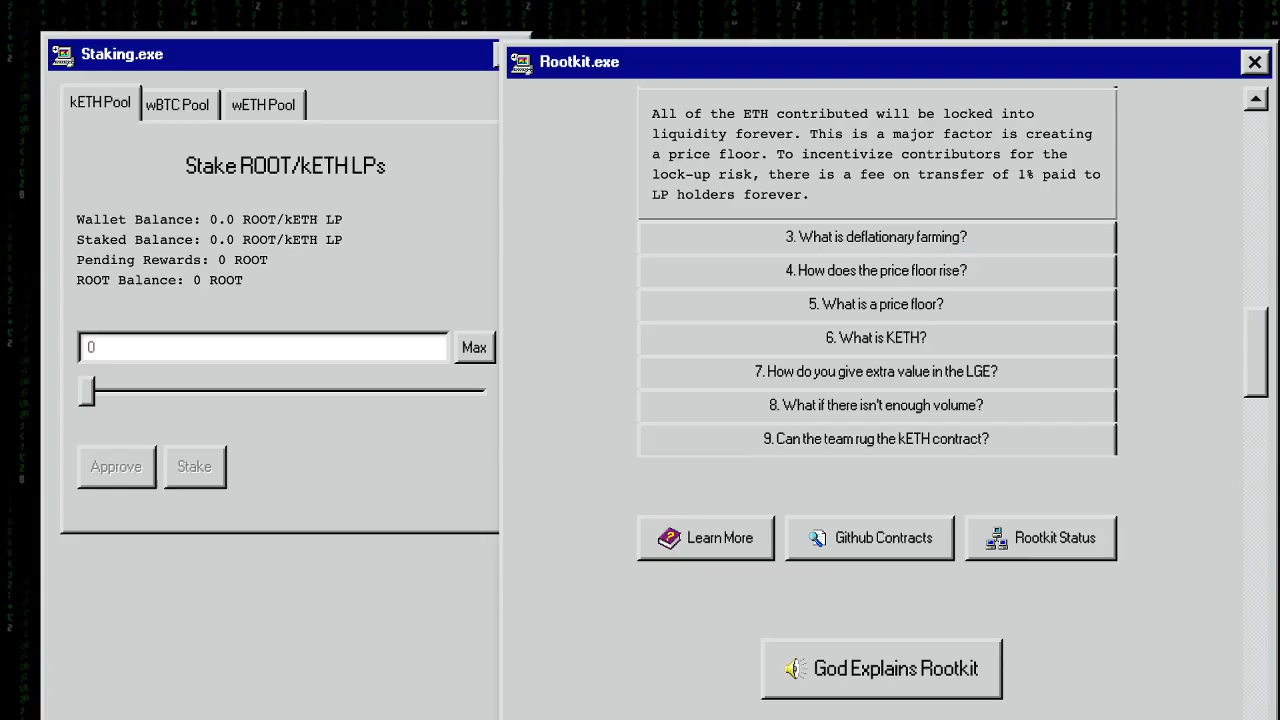 Staking.exe
kETH Pool
wBTC Pool
wETH Pool
Stake ROOT/kETH LPs
Wallet Balance: 0.0 ROOT/kETH LP
Staked Balance: 0.0 ROOT/kETH LP
Pending Rewards: 0 ROOT
ROOT Balance: 0 ROOT
0
Max
Approve
Stake
Rootkit.exe
All of the ETH contributed will be locked into
liquidity forever. This is a major factor is creating
a price floor. To incentivize contributors for the
lock-up risk, there is a fee on transfer of 1% paid to
LP holders forever.
3. What is deflationary farming?
4. How does the price floor rise?
5. What is a price floor?
6. What is KETH?
7. How do you give extra value in the LGE?
8. What if there isn't enough volume?
9. Can the team rug the kETH contract?
Learn More
Github Contracts
Rootkit Status
God Explains Rootkit